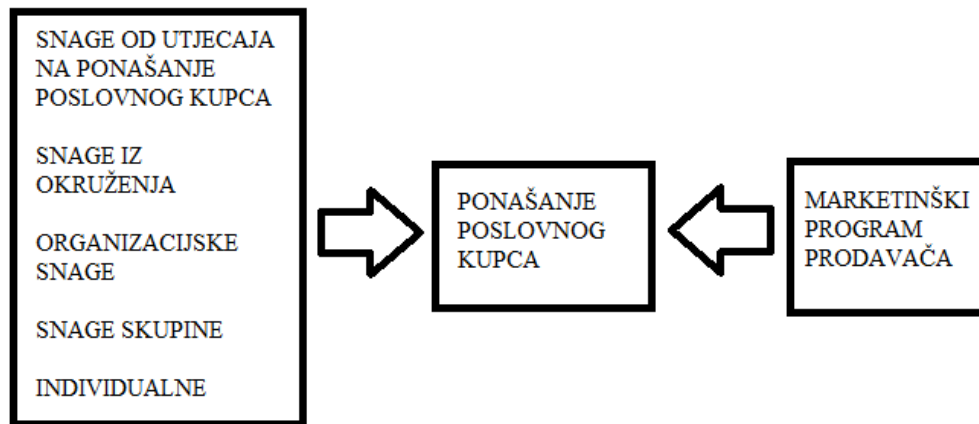 SNAGE OD UTJECAJA
NA PONAŠANJE
POSLOVNOG KUPCA
SNAGE IZ
OKRUŽENJA
ORGANIZACIJSKE
SNAGE
SNAGE SKUPINE
INDIVIDUALNE
PONAŠANJE
POSLOVNOG
KUPCA
MARKETINŠKI
PROGRAM
PRODAVAČA